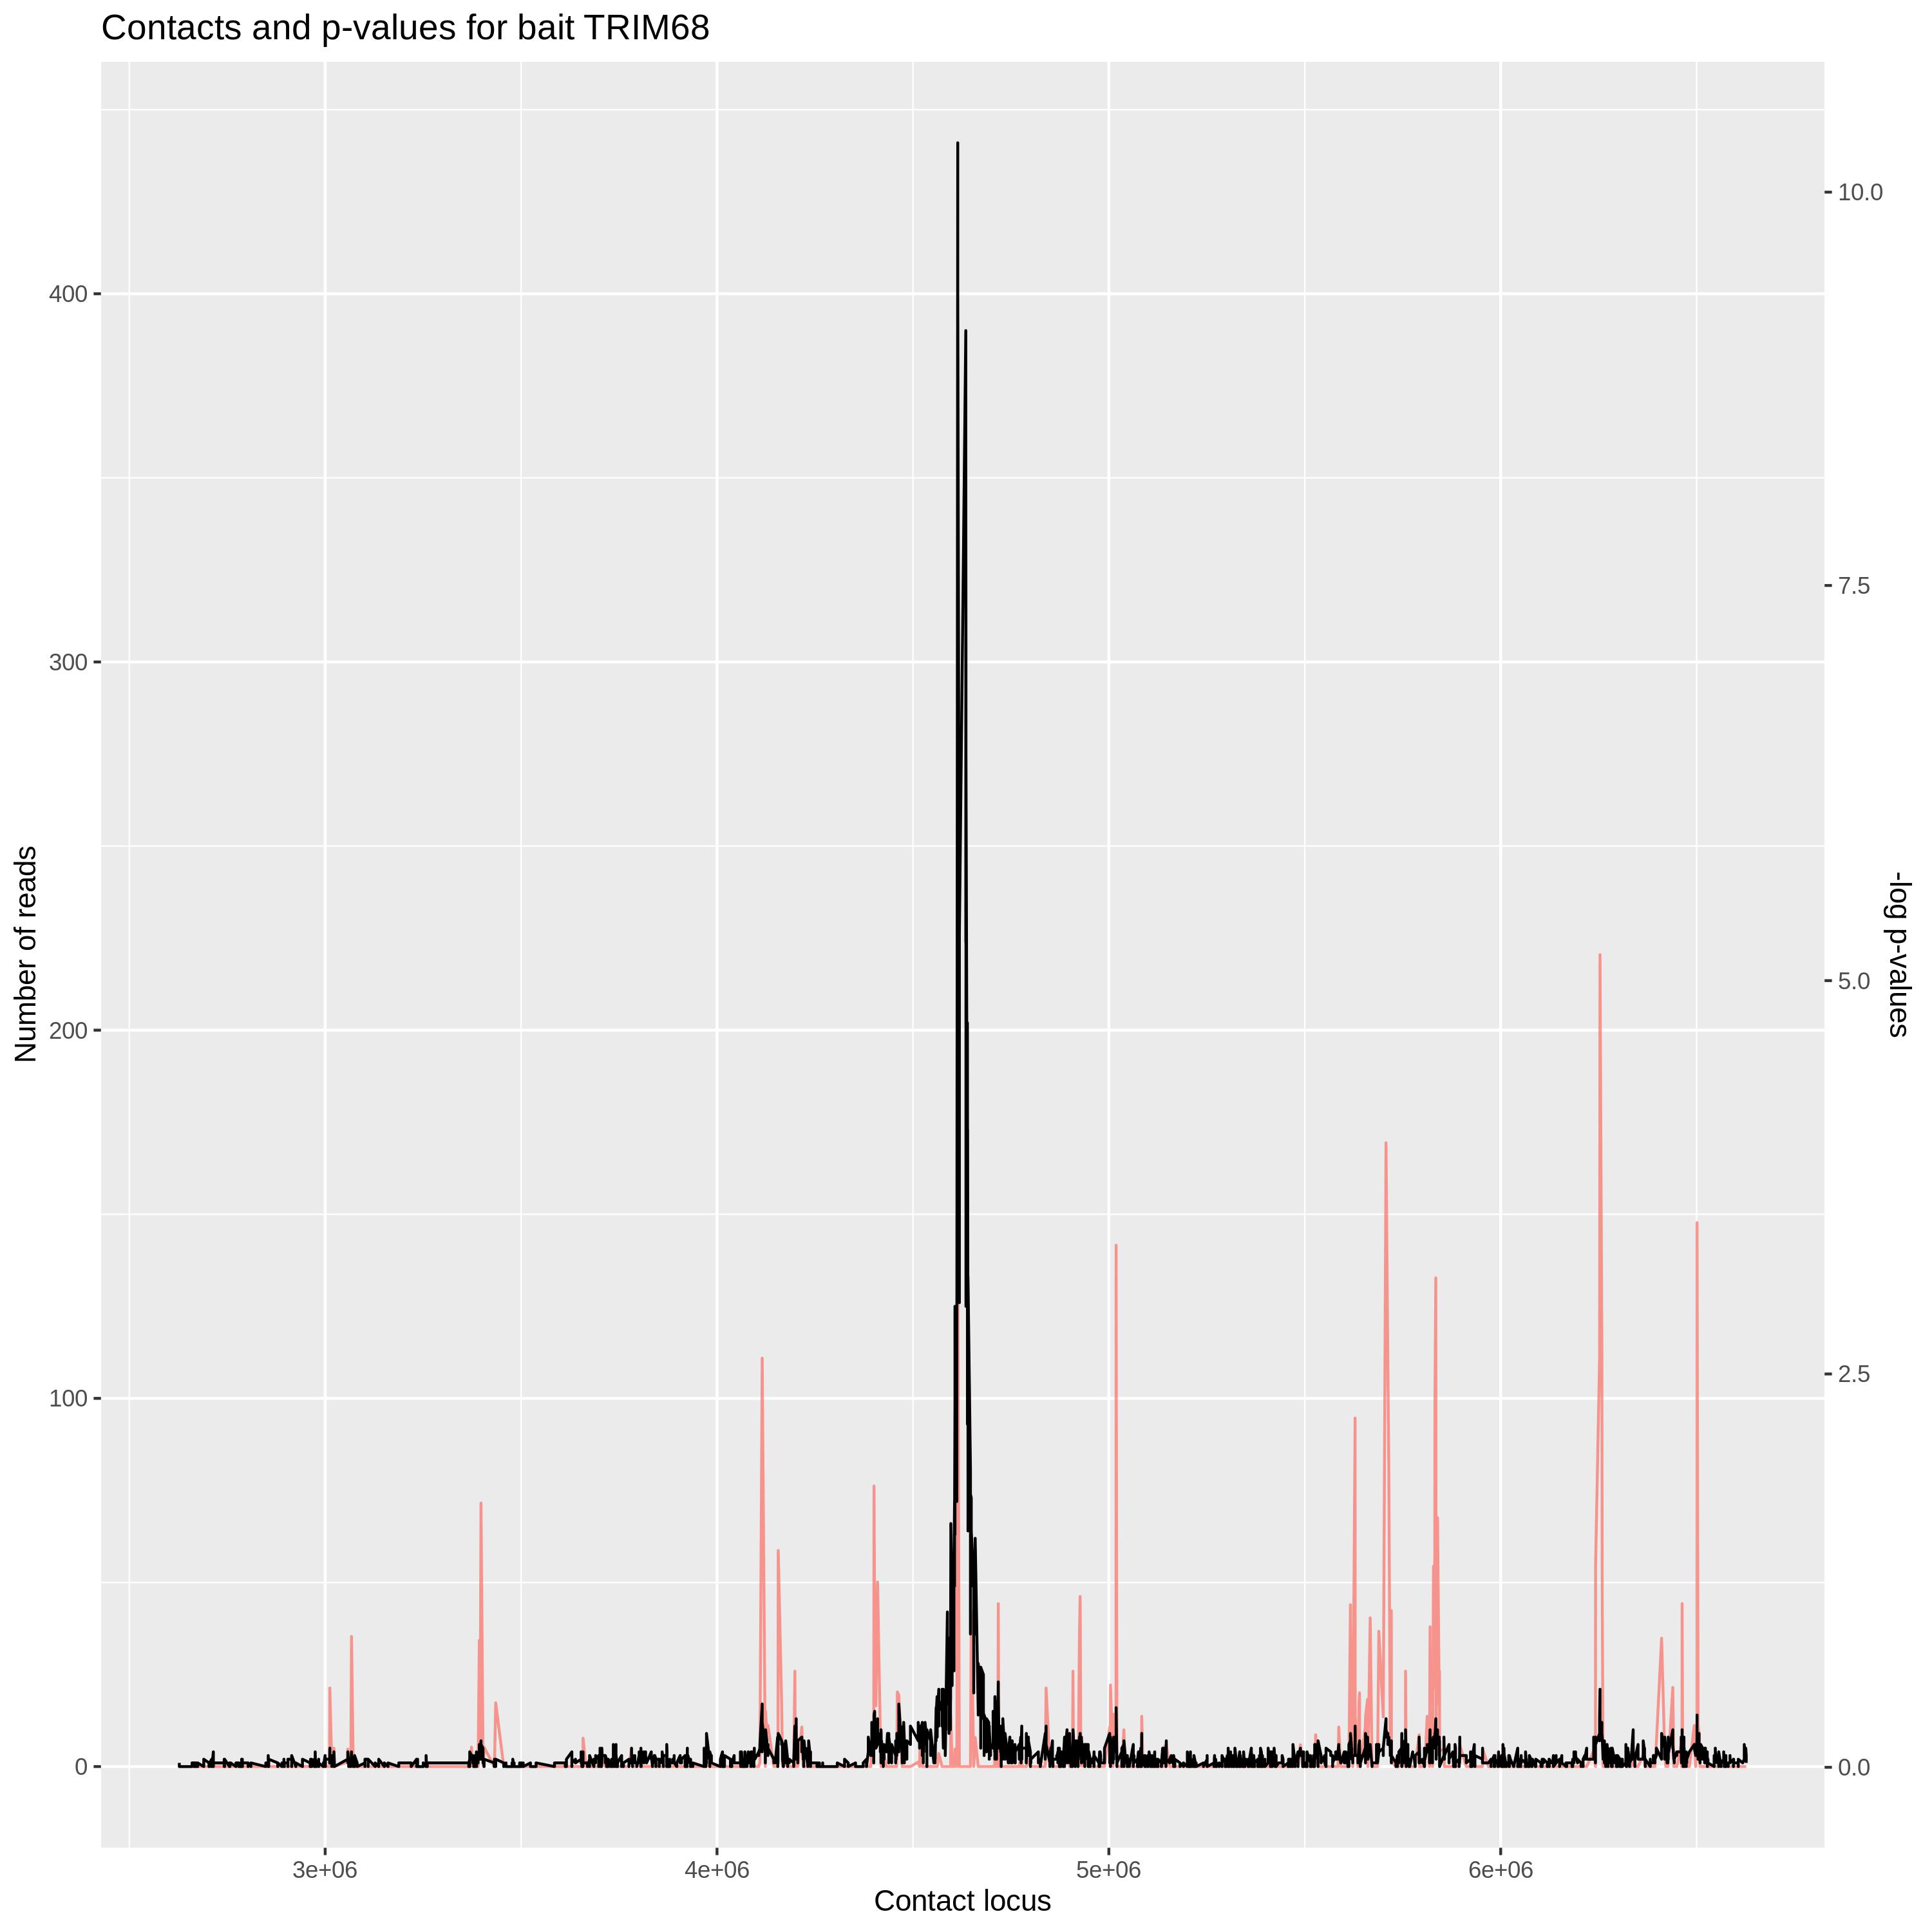 Contacts and p-values for bait TRIM68
400
300
200
100
0
Number of reads
10.0
7.5
5.0
2.5
0.0
-log p-values
3e+06
4e+06
5e+06
6e+06
Contact locus